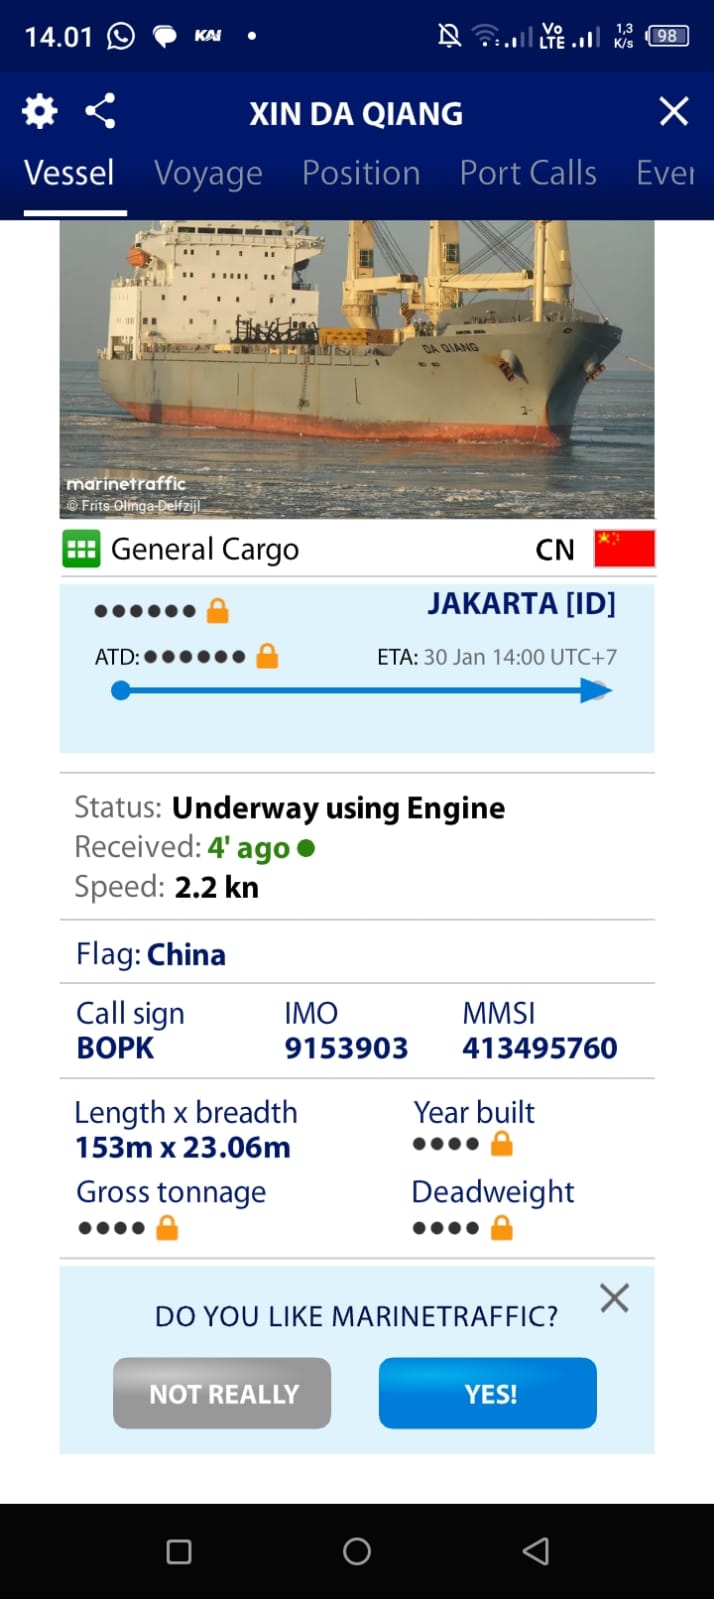 14.01 KAI Vo LTE 1,3 K/s 98
XIN DA QIANG
Vessel Voyage Position Port Calls Ever
DA QIANG
marinetraffic
© Frits Olinga-Delfzijl
General Cargo CN
JAKARTA [ID]
ATD: ETA: 30 Jan 14:00 UTC+7
Status: Underway using Engine
Received: 4' ago
Speed: 2.2 kn
Flag: China
Call sign IMO MMSI
BOPK 9153903 413495760
Length x breadth Year built
153m x 23.06m
Gross tonnage Deadweight
DO YOU LIKE MARINETRAFFIC?
NOT REALLY YES!